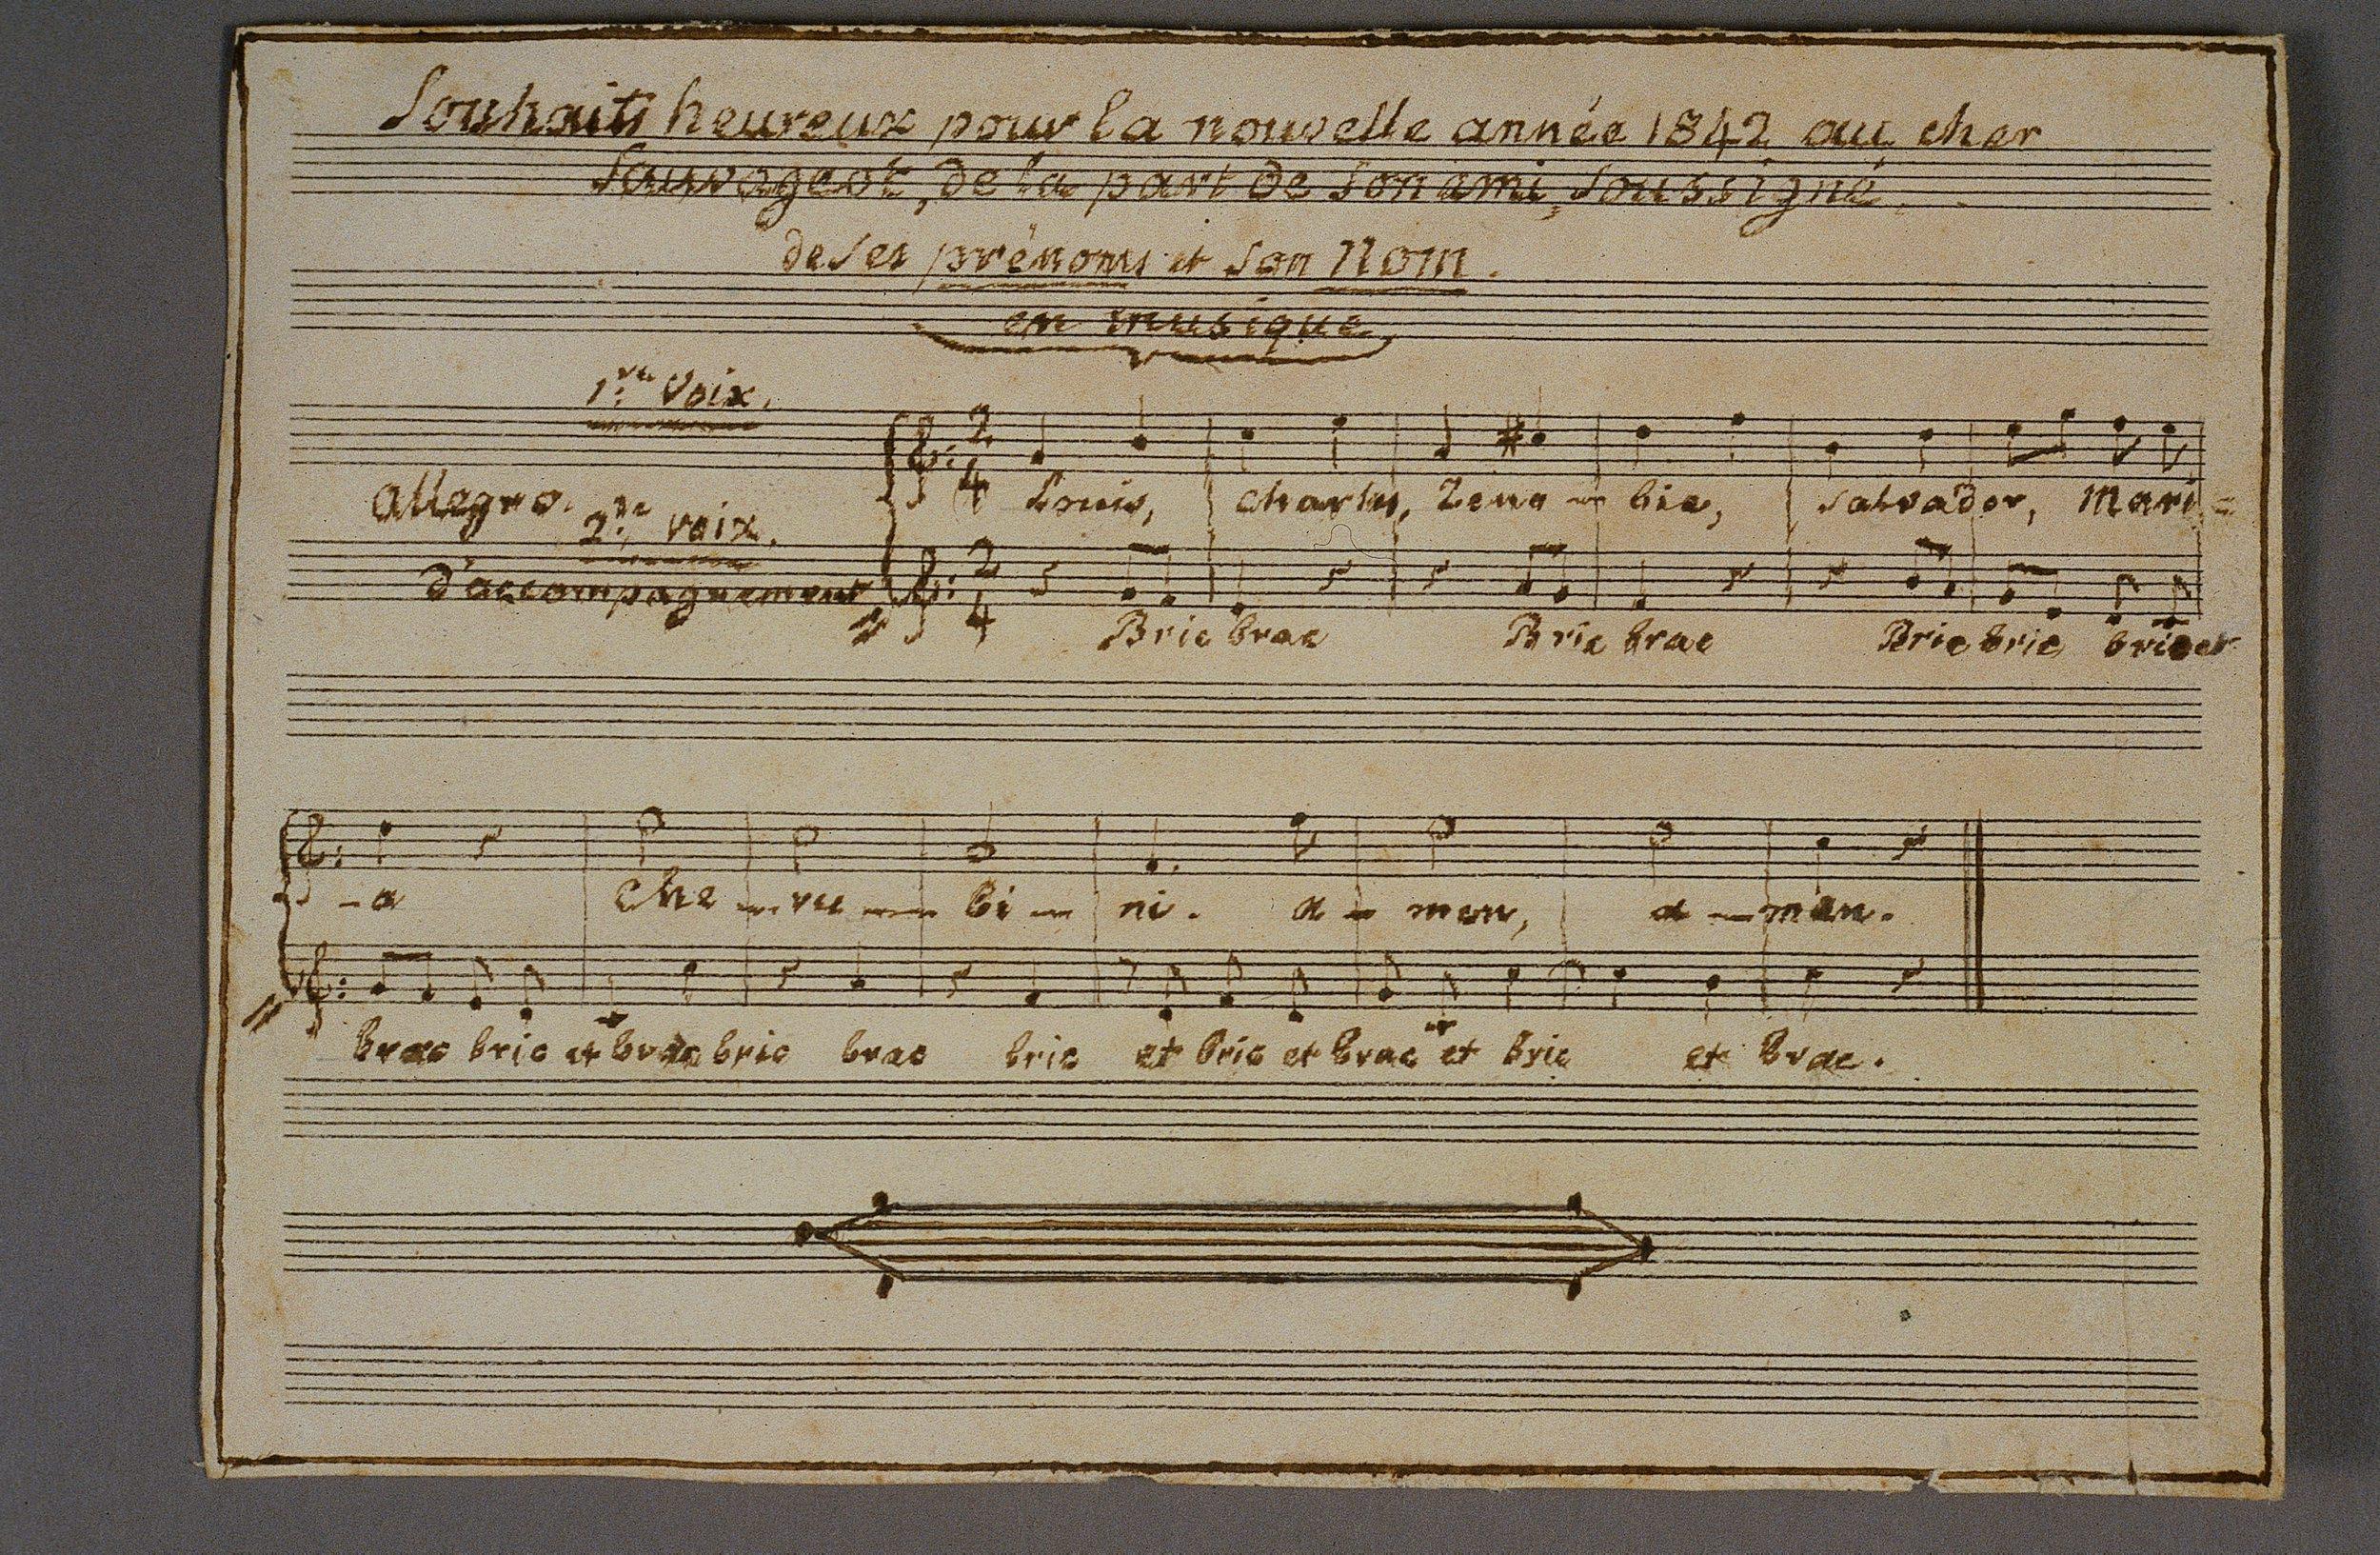 Souhaits heureux pour la nouvelle année 1842 au cher
Sauvageot, de la part de son ami, soussigné
de ses prénoms et son nom.
en musique
1.re voix.
2
4
Louis, Charles, Zeno - bie, Salvador, Mari =
allegro.
2.de voix.
d'accompagnement
2
4
Bric brac Bric brac Bric bric bric et
- a Che - ru - bi - ni. a - men, a - men.
brac bric et brac bric brac bric et bric et brac et bric et brac.